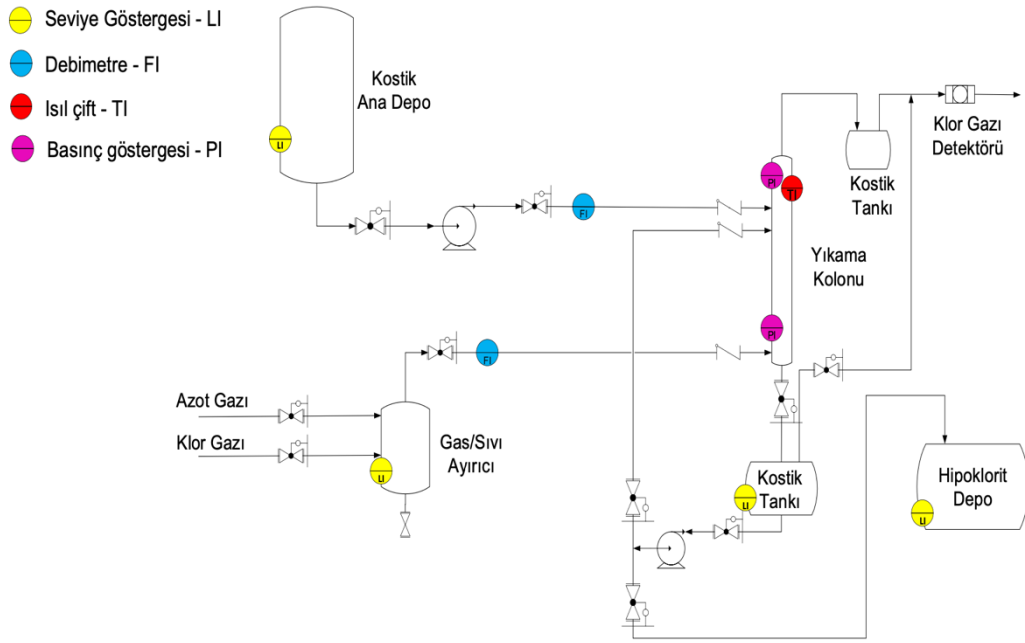 Seviye Göstergesi - LI
Debimetre - FI
Isıl çift - TI
Basınç göstergesi - PI
Kostik
Ana Depo
LI
FI
PI
TI
Kostik
Tankı
Klor Gazı
Detektörü
Yıkama
Kolonu
PI
FI
Azot Gazı
Klor Gazı
LI
Gas/Sıvı
Ayırıcı
Kostik
Tankı
LI
Hipoklorit
Depo
LI